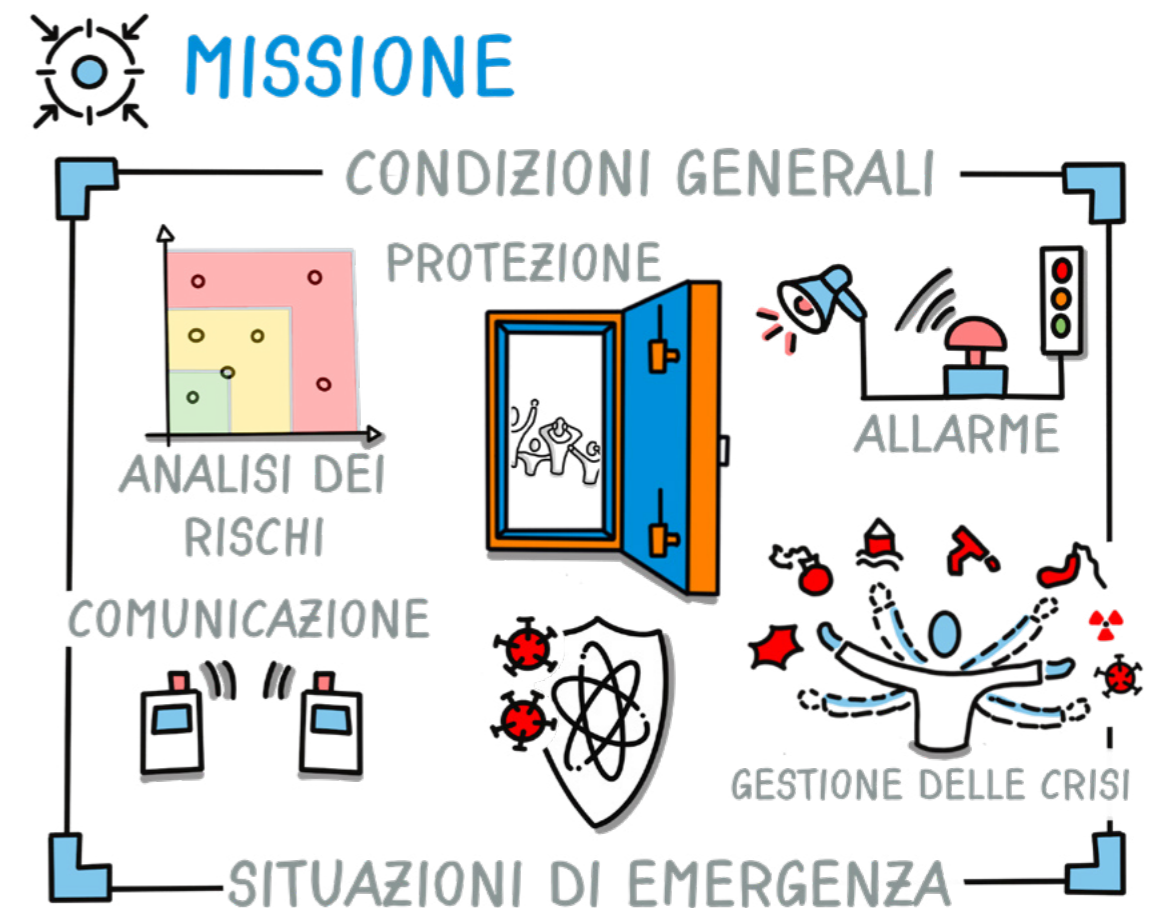 MISSIONE
CONDIZIONI GENERALI
PROTEZIONE
ALLARME
ANALISI DEI
RISCHI
COMUNICAZIONE
GESTIONE DELLE CRISI
SITUAZIONI DI EMERGENZA